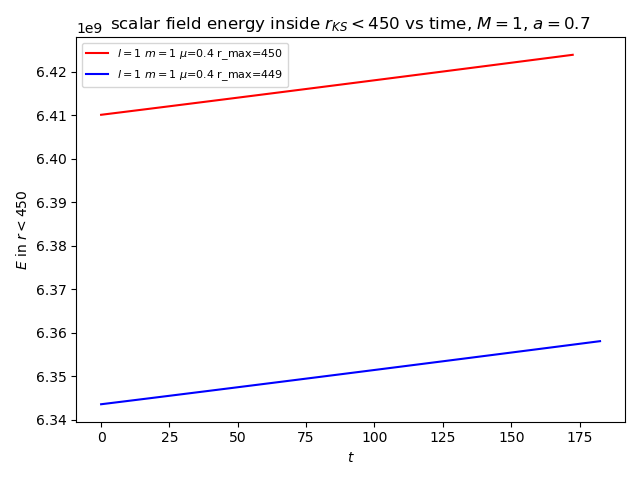 scalar field energy inside $r_{KS} < 450$ vs time, $M = 1$, $a = 0.7$
1e9
l = 1 m = 1 μ=0.4 r_max=450
l = 1 m = 1 μ=0.4 r_max=449
6.42
6.41
6.40
6.39
6.38
6.37
6.36
6.35
6.34
E in r < 450
0 25 50 75 100 125 150 175
t